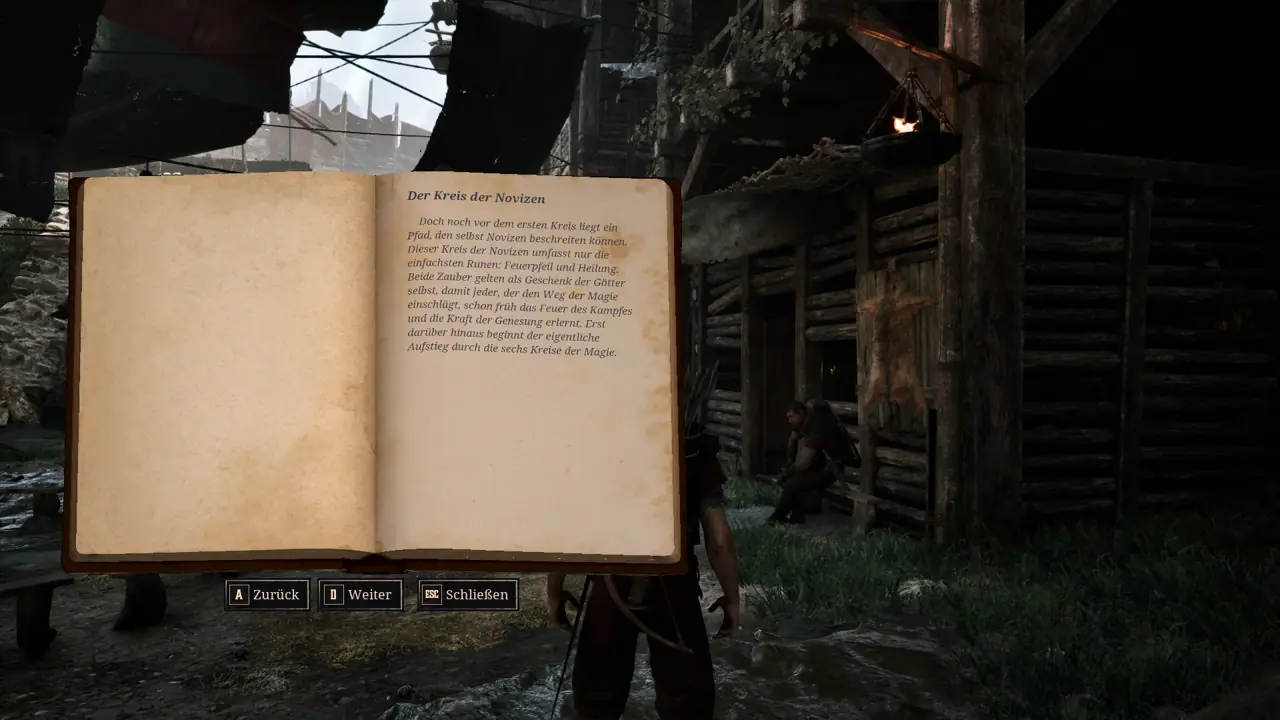 Der Kreis der Novizen
Doch noch vor dem ersten Kreis liegt ein
Pfad, den selbst Novizen beschreiten können.
Dieser Kreis der Novizen umfasst nur die
einfachsten Runen: Feuerpfeil und Heilung.
Beide Zauber gelten als Geschenk der Götter
selbst, damit jeder, der den Weg der Magie
einschlägt, schon früh das Feuer des Kampfes
und die Kraft der Genesung erlernt. Erst
darüber hinaus beginnt der eigentliche
Aufstieg durch die sechs Kreise der Magie.
A Zurück D Weiter ESC Schließen